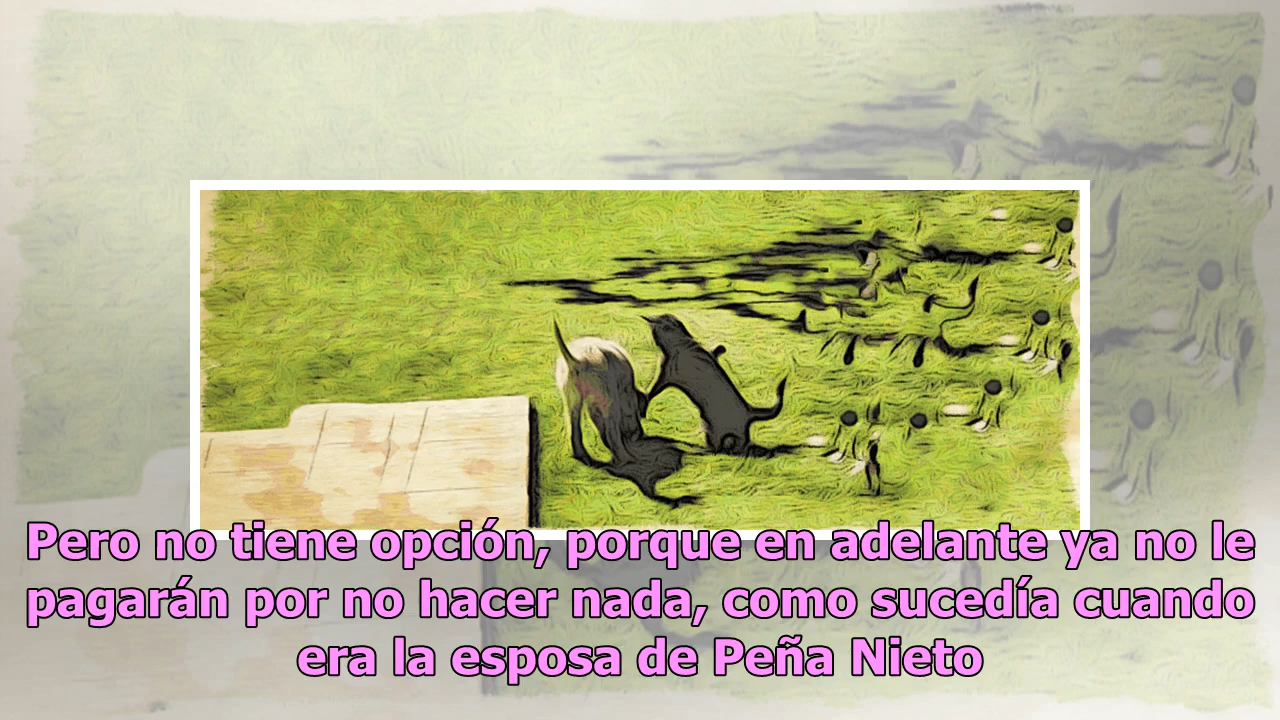 Pero no tiene opción, porque en adelante ya no le
pagarán por no hacer nada, como sucedía cuando
era la esposa de Peña Nieto